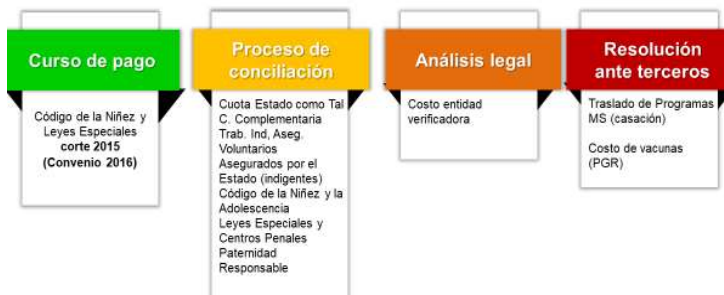 Curso de pago
Código de la Niñez y
Leyes Especiales
corte 2015
(Convenio 2016)
Proceso de
conciliación
Cuota Estado como Tal
C. Complementaria
Trab. Ind, Aseg.
Voluntarios
Asegurados por el
Estado (indigentes)
Código de la Niñez y la
Adolescencia
Leyes Especiales y
Centros Penales
Paternidad
Responsable
Análisis legal
Costo entidad
verificadora
Resolución
ante terceros
Traslado de Programas
MS (casación)
Costo de vacunas
(PGR)